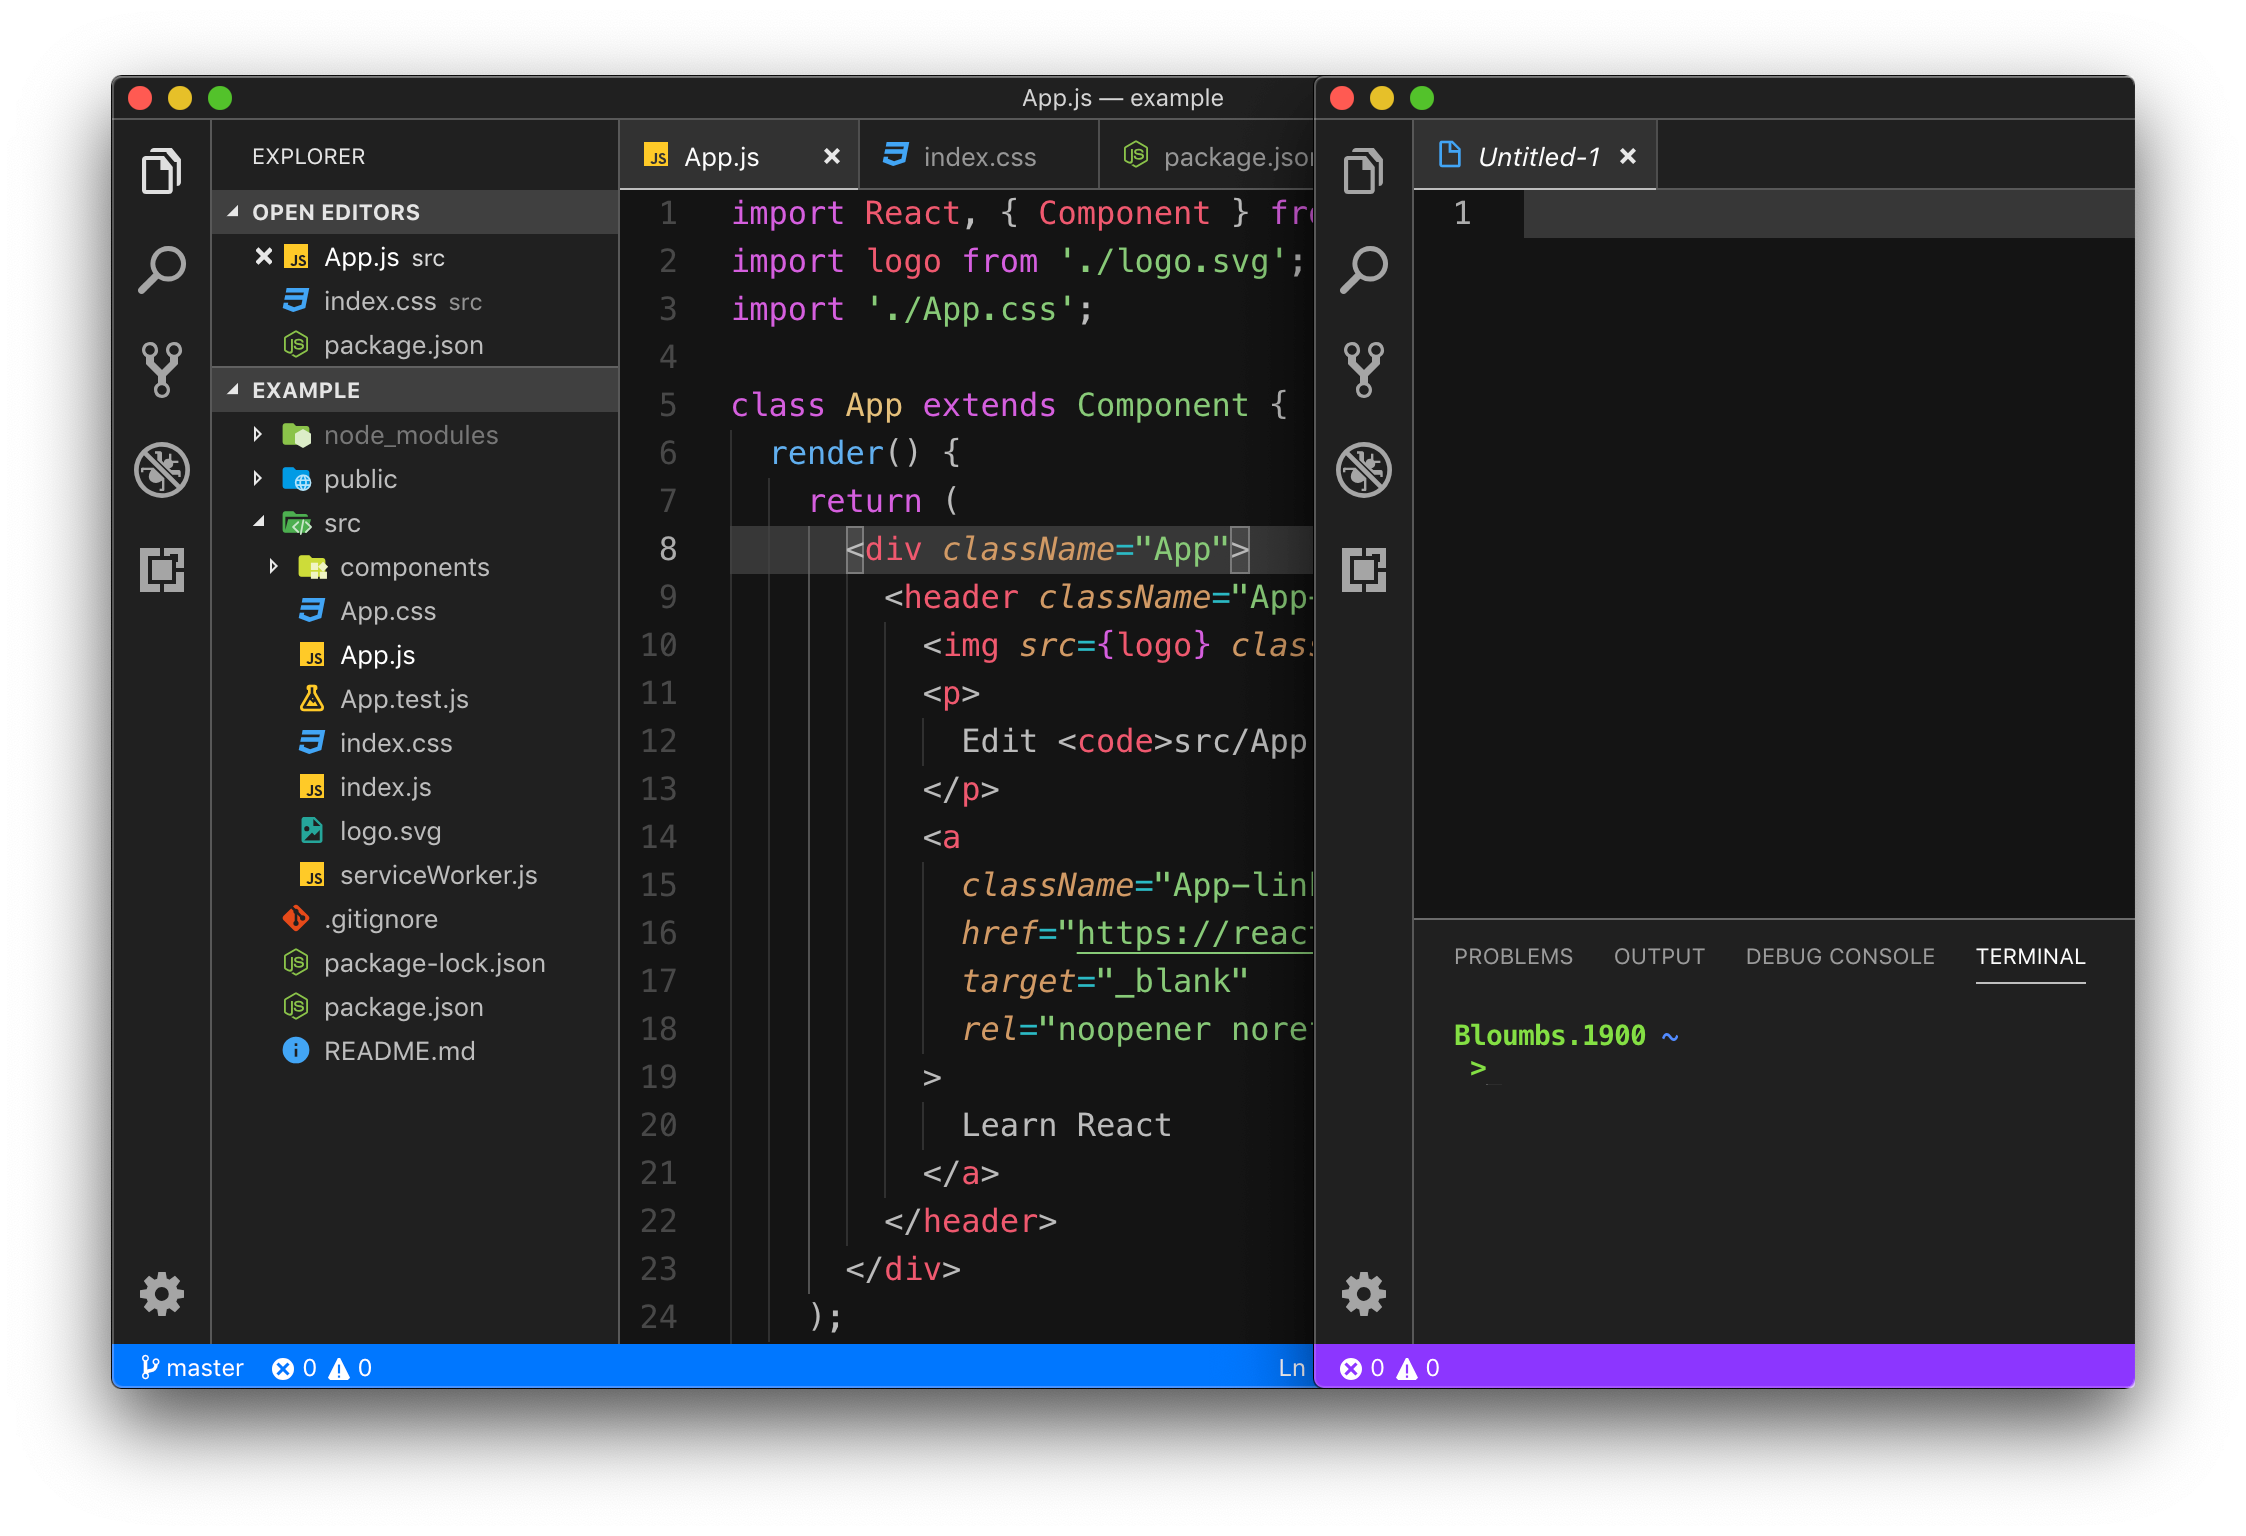 App.js — example
EXPLORER
OPEN EDITORS
App.js src
index.css src
package.json
EXAMPLE
node_modules
public
src
components
App.css
App.js
App.test.js
index.css
index.js
logo.svg
serviceWorker.js
.gitignore
package-lock.json
package.json
README.md
App.js index.css package.json
1 import React, { Component } fro
2 import logo from './logo.svg';
3 import './App.css';
4
5 class App extends Component {
6 render() {
7 return (
8 <div className="App">
9 <header className="App-
10 <img src={logo} class
11 <p>
12 Edit <code>src/App
13 </p>
14 <a
15 className="App-link
16 href="https://react
17 target="_blank"
18 rel="noopener noref
19 >
20 Learn React
21 </a>
22 </header>
23 </div>
24 );
master 0 0 Ln
Untitled-1
1
PROBLEMS OUTPUT DEBUG CONSOLE TERMINAL
Bloumbs.1900 ~
>_
0 0